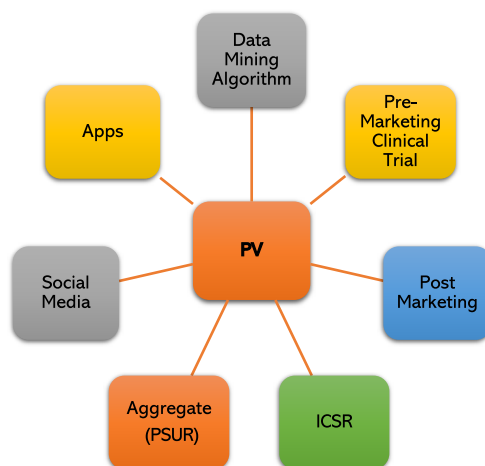 Data
Mining
Algorithm
Pre-
Marketing
Clinical
Trial
Apps
PV
Social
Media
Post
Marketing
Aggregate
(PSUR)
ICSR